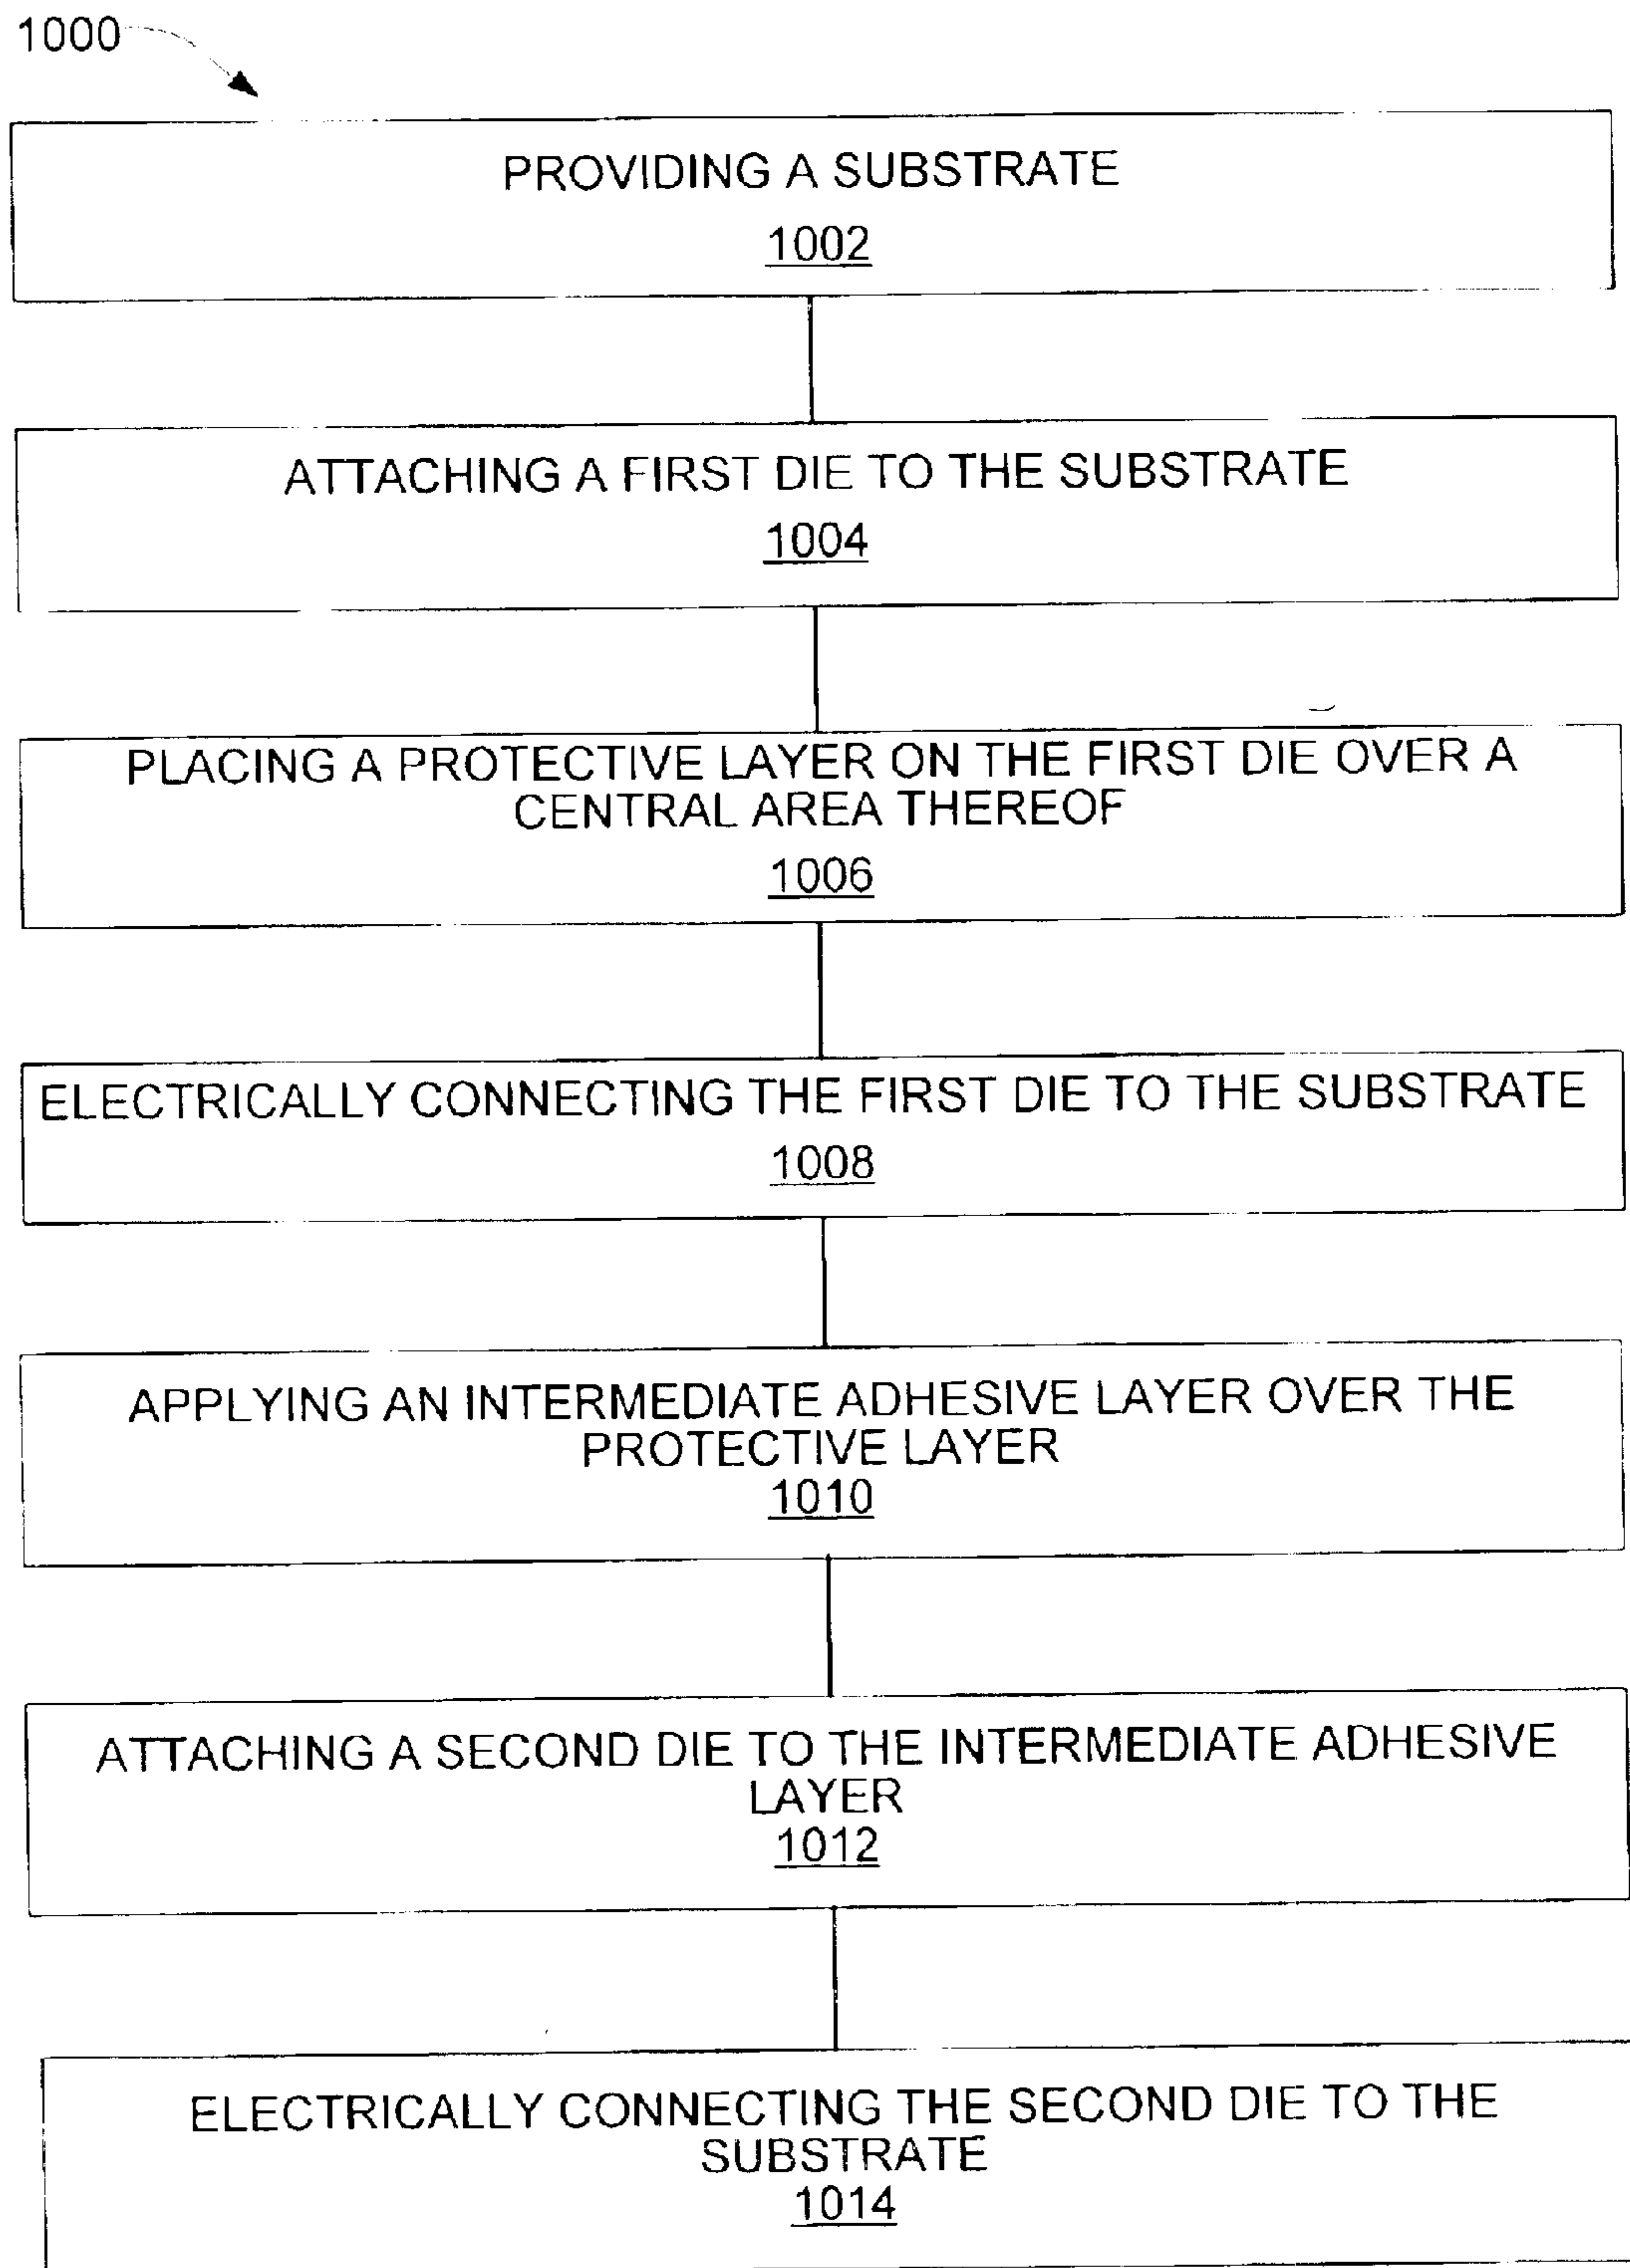 1000
PROVIDING A SUBSTRATE
1002
ATTACHING A FIRST DIE TO THE SUBSTRATE
1004
PLACING A PROTECTIVE LAYER ON THE FIRST DIE OVER A
CENTRAL AREA THEREOF
1006
ELECTRICALLY CONNECTING THE FIRST DIE TO THE SUBSTRATE
1008
APPLYING AN INTERMEDIATE ADHESIVE LAYER OVER THE
PROTECTIVE LAYER
1010
ATTACHING A SECOND DIE TO THE INTERMEDIATE ADHESIVE
LAYER
1012
ELECTRICALLY CONNECTING THE SECOND DIE TO THE
SUBSTRATE
1014